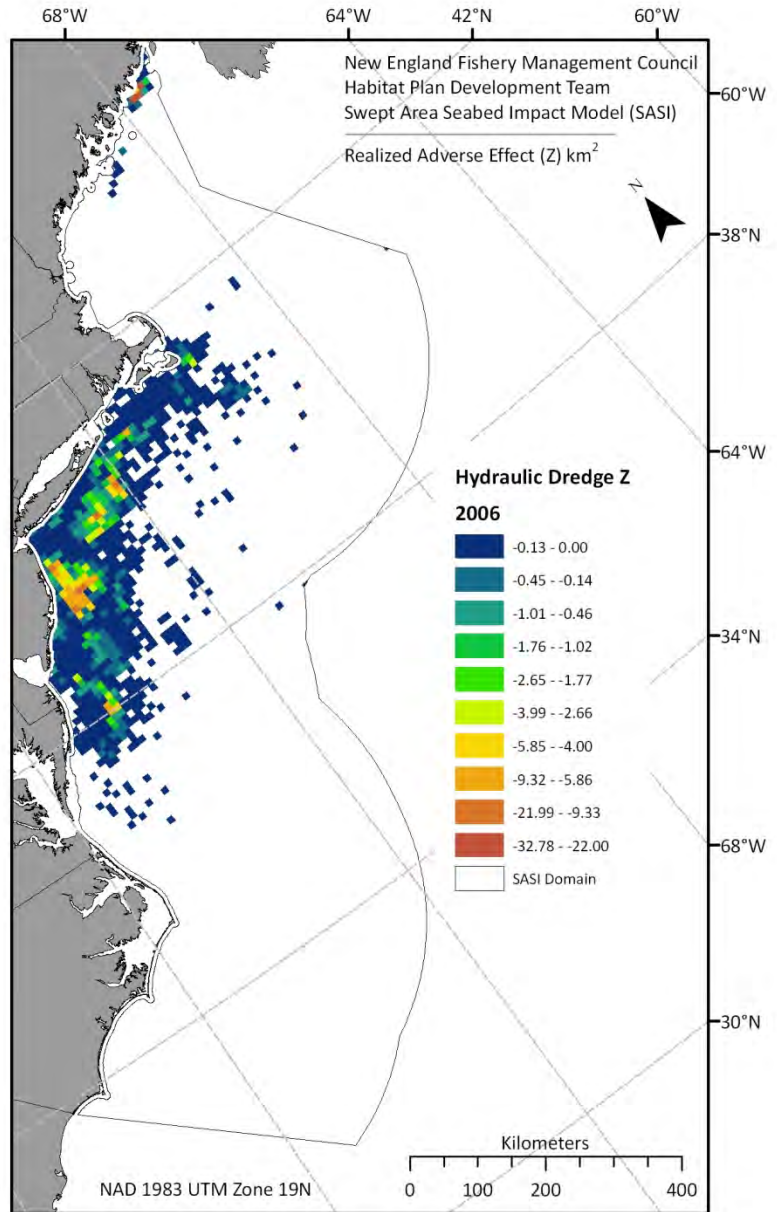 68°W
64°W
42°N
60°W
New England Fishery Management Council
Habitat Plan Development Team
Swept Area Seabed Impact Model (SASI)
Realized Adverse Effect (Z) km²
60°W
N
38°N
64°W
Hydraulic Dredge Z
2006
-0.13 - 0.00
-0.45 - -0.14
-1.01 - -0.46
-1.76 - -1.02
-2.65 - -1.77
-3.99 - -2.66
-5.85 - -4.00
-9.32 - -5.86
-21.99 - -9.33
-32.78 - -22.00
SASI Domain
34°N
68°W
30°N
Kilometers
NAD 1983 UTM Zone 19N
0 100 200 400